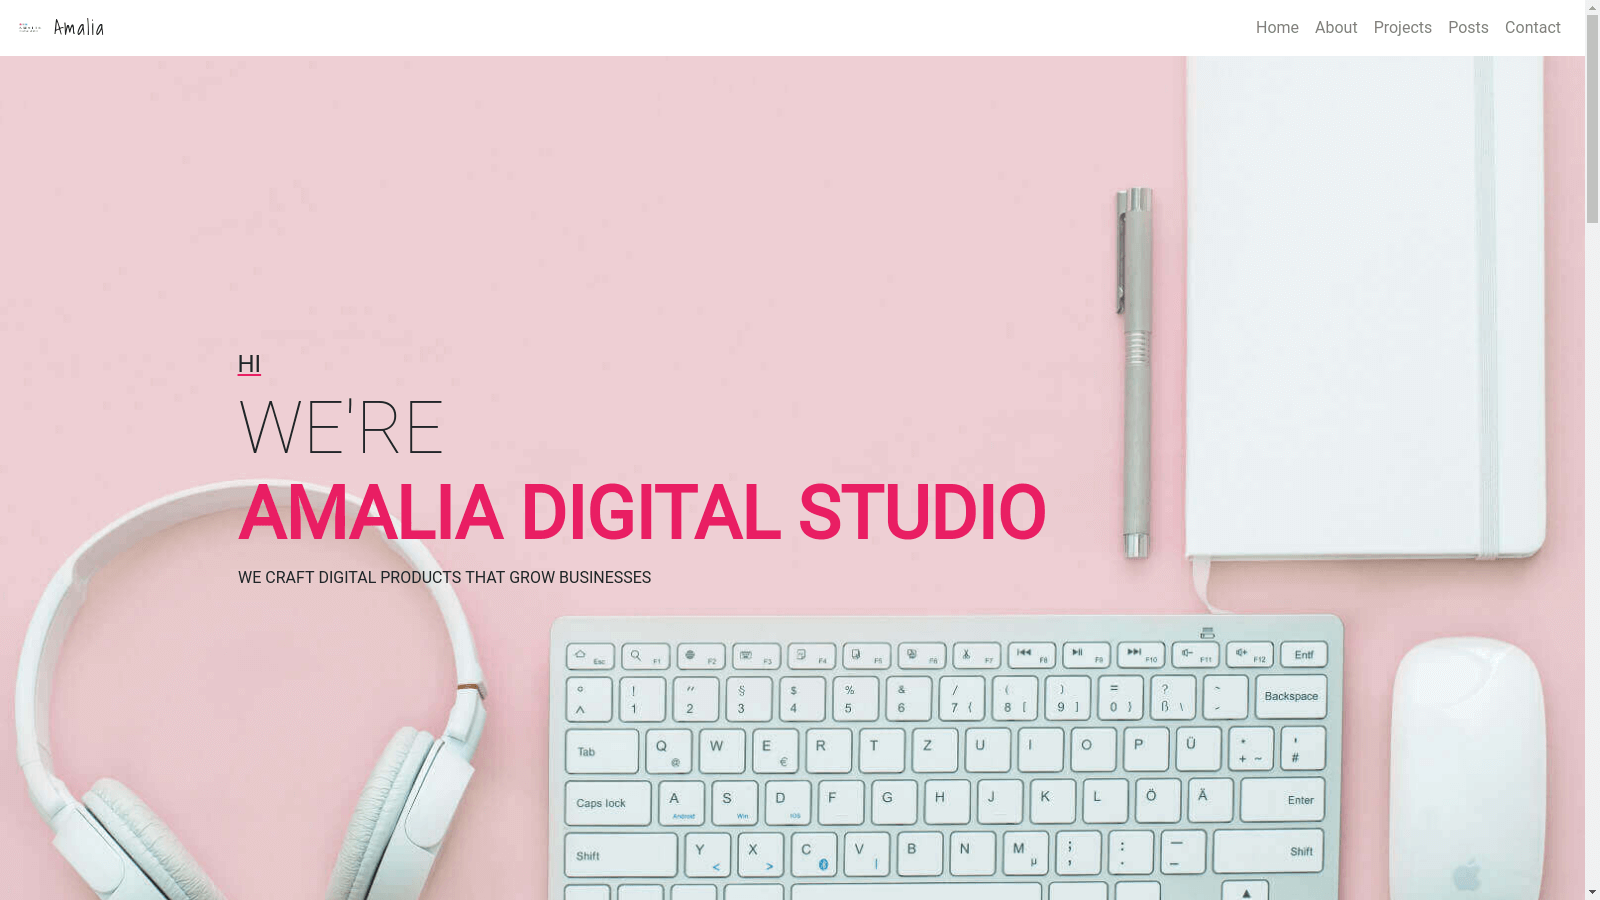 Amalia
Home About Projects Posts Contact
HI
WE'RE
AMALIA DIGITAL STUDIO
WE CRAFT DIGITAL PRODUCTS THAT GROW BUSINESSES
Esc F1 F2 F3 F4 F5 F6 F7 F8 F9 F10 F11 F12 Entf
° ! " § $ % & / ( ) = ? ~
^ 1 2 3 4 5 6 7 { 8 [ 9 ] 0 } ß \ Backspace
Tab Q @ W E € R T Z U I O P Ü * + ~ ' #
Caps lock A S D F G H J K L Ö Ä Enter
Android Win iOS
Shift Y < X > C V B N M µ ; , : . — – Shift